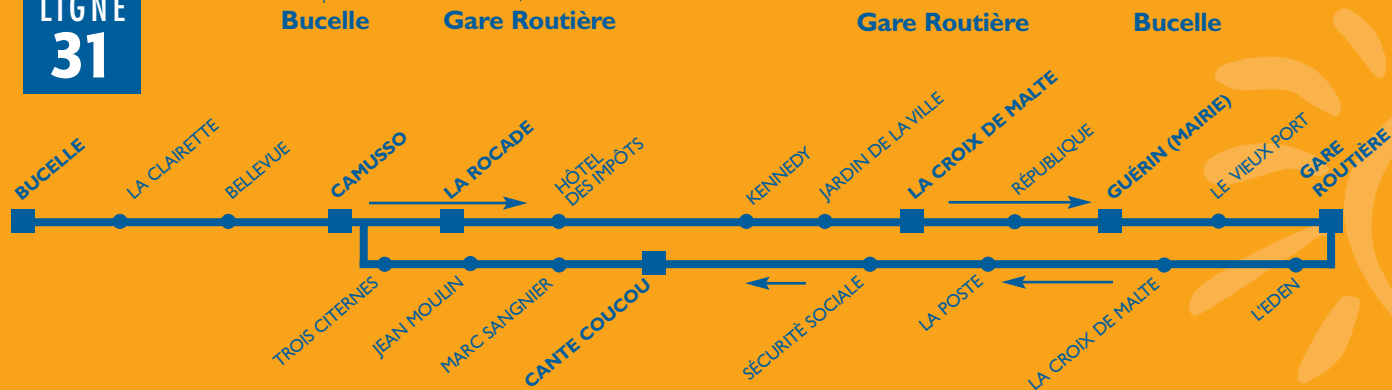 LIGNE
31
Bucelle
Gare Routière
Gare Routière
Bucelle
BUCELLE
LA CLAIRETTE
BELLEVUE
CAMUSSO
LA ROCADE
HÔTEL
DES IMPÔTS
KENNEDY
JARDIN DE LA VILLE
LA CROIX DE MALTE
RÉPUBLIQUE
GUÉRIN (MAIRIE)
LE VIEUX PORT
GARE
ROUTIÈRE
TROIS CITERNES
JEAN MOULIN
MARC SANGNIER
CANTE COUCOU
SÉCURITÈ SOCIALE
LA POSTE
LA CROIX DE MALTE
L'EDEN